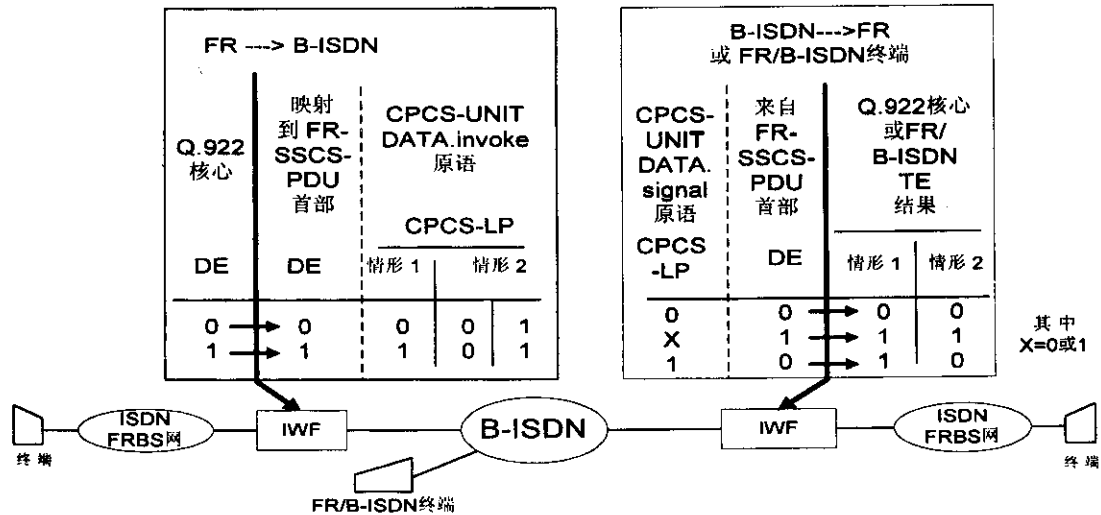 FR ---> B-ISDN
Q.922
核心
映射
到 FR-
SSCS-
PDU
首部
CPCS-UNIT
DATA.invoke
原语
CPCS-LP
DE
DE
情形 1
情形 2
0 0 0 0 1
1 1 1 0 1
B-ISDN--->FR
或 FR/B-ISDN终端
CPCS-
UNIT
DATA.
signal
原语
CPCS
-LP
来自
FR-
SSCS-
PDU
首部
DE
Q.922核心
或FR/
B-ISDN
TE
结果
情形 1
情形 2
0 0 0 0
X 1 1 1
1 0 1 0
其中
X=0或1
终端
ISDN
FRBS网
IWF
B-ISDN
IWF
ISDN
FRBS网
终端
FR/B-ISDN终端